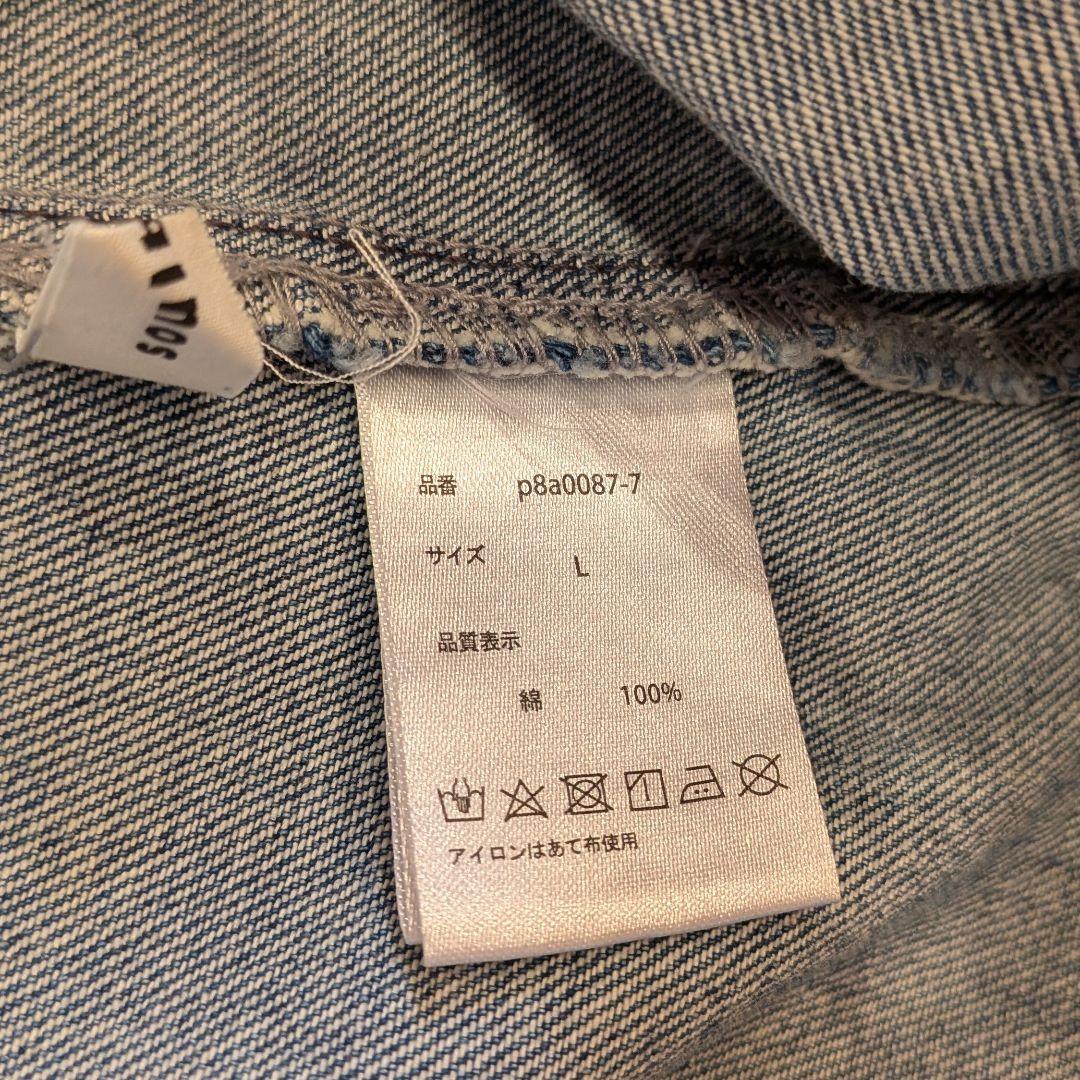 品番 p8a0087-7
サイズ L
品質表示
綿 100%
アイロンはあて布使用